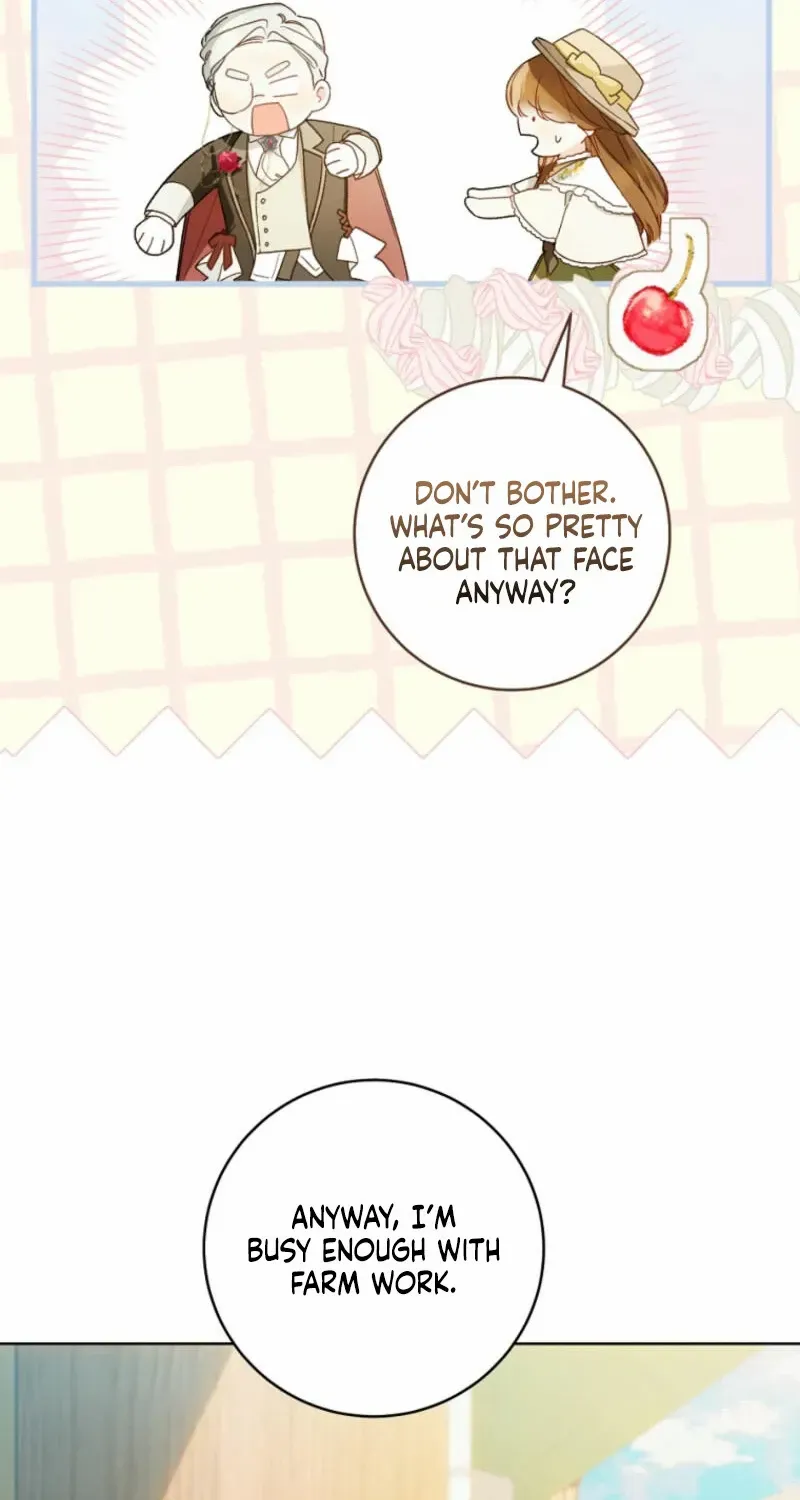 DON'T BOTHER.
WHAT'S SO PRETTY
ABOUT THAT FACE
ANYWAY?
ANYWAY, I'M
BUSY ENOUGH WITH
FARM WORK.